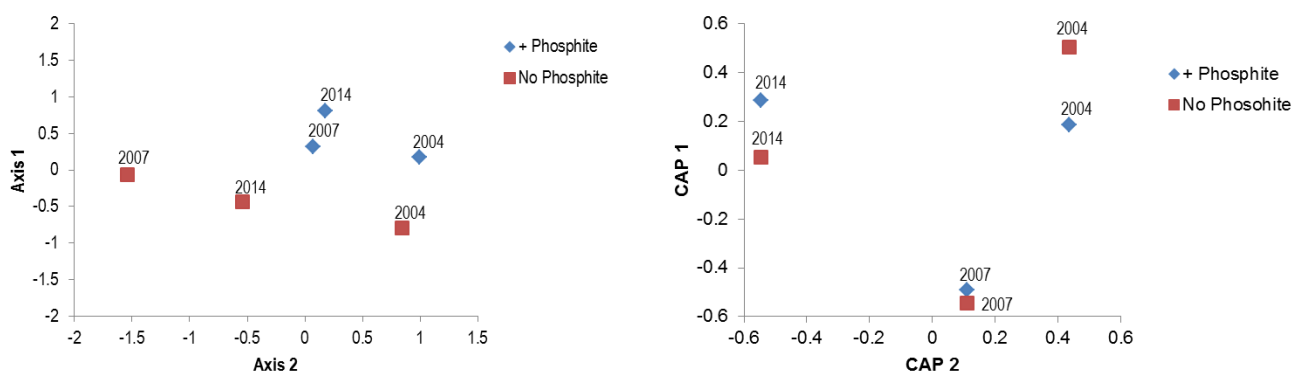 2
1.5
1
0.5
0
-0.5
-1
-1.5
-2
Axis 1
-2 -1.5 -1 -0.5 0 0.5 1 1.5
Axis 2
2014
2007
2004
2007
2014
2004
+ Phosphite
No Phosphite
0.6
0.4
0.2
0
-0.2
-0.4
-0.6
CAP 1
-0.6 -0.4 -0.2 0 0.2 0.4 0.6
CAP 2
2004
2014
2004
2014
2007
2007
+ Phosphite
No Phosohite